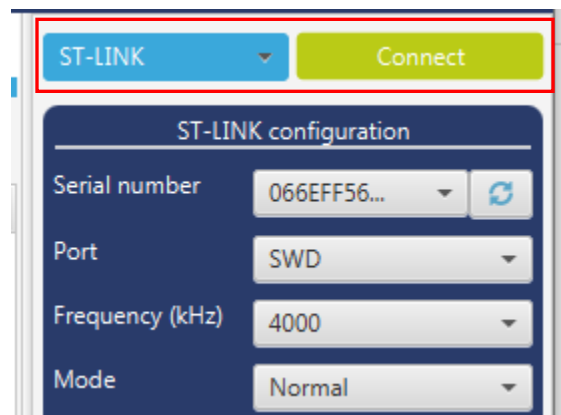 ST-LINK Connect
ST-LINK configuration
Serial number 066EFF56...
Port SWD
Frequency (kHz) 4000
Mode Normal